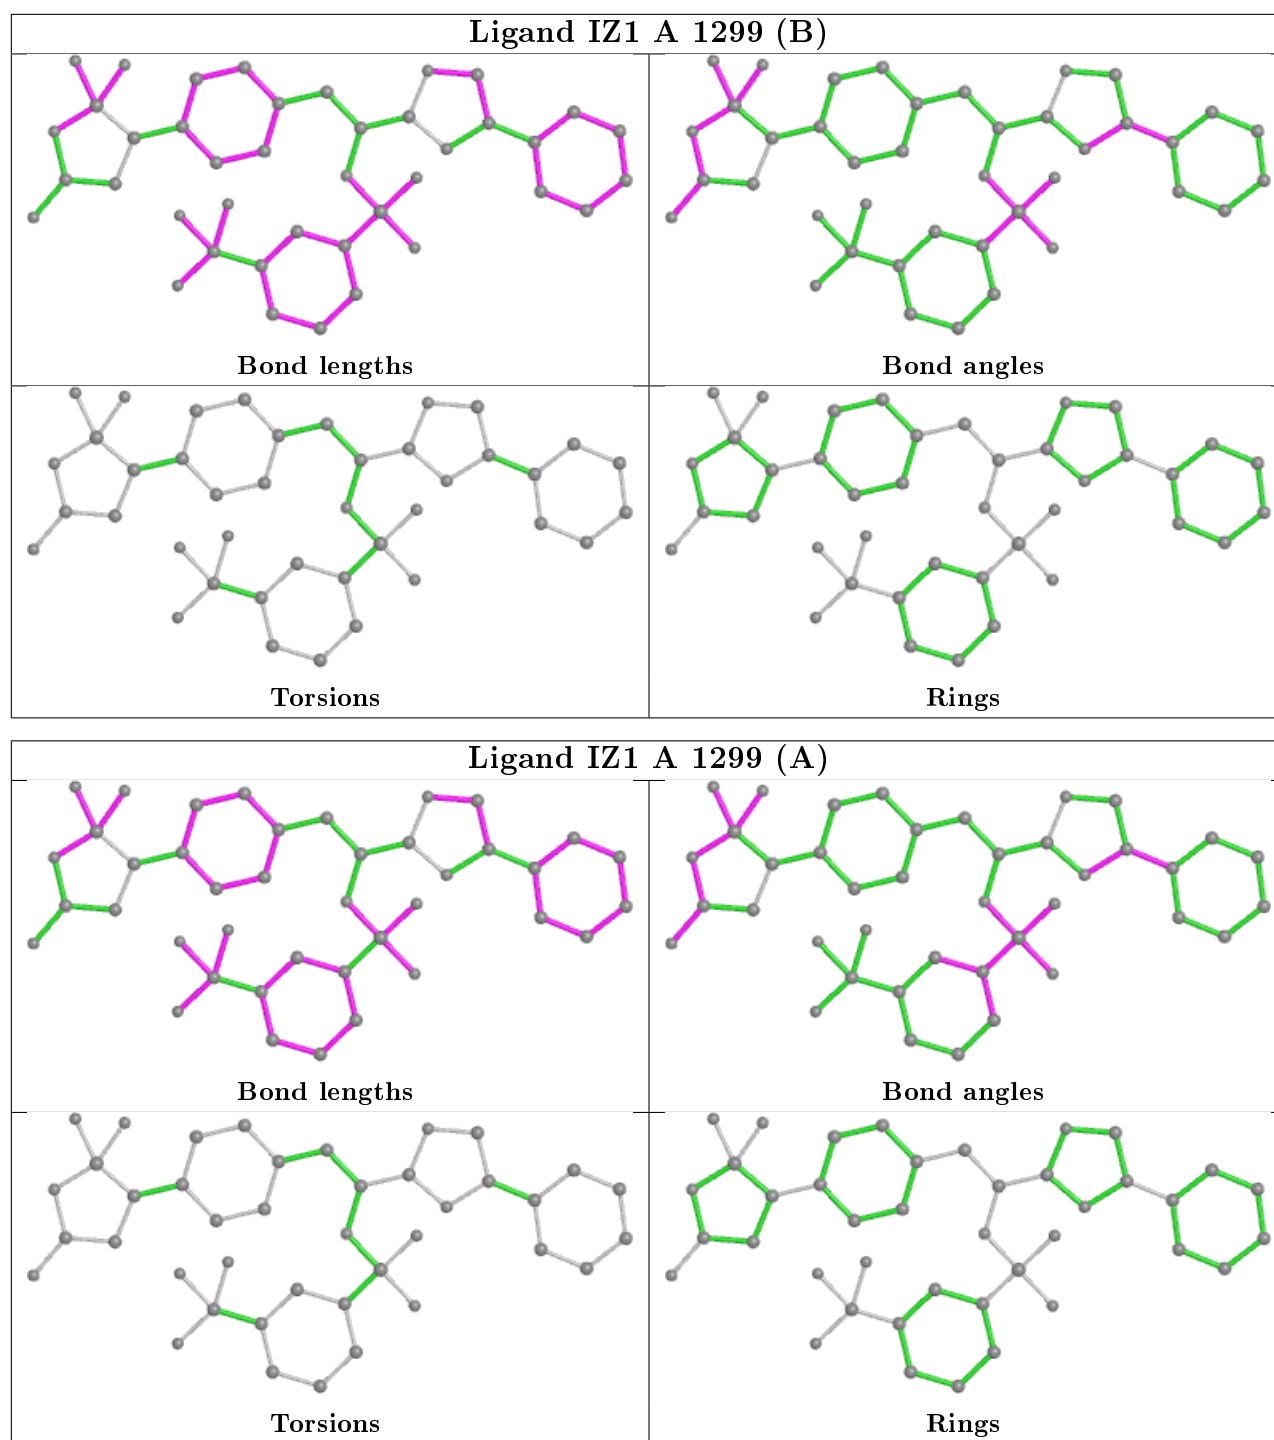 Ligand IZ1 A 1299 (B)
Bond lengths
Bond angles
Torsions
Rings
Ligand IZ1 A 1299 (A)
Bond lengths
Bond angles
Torsions
Rings